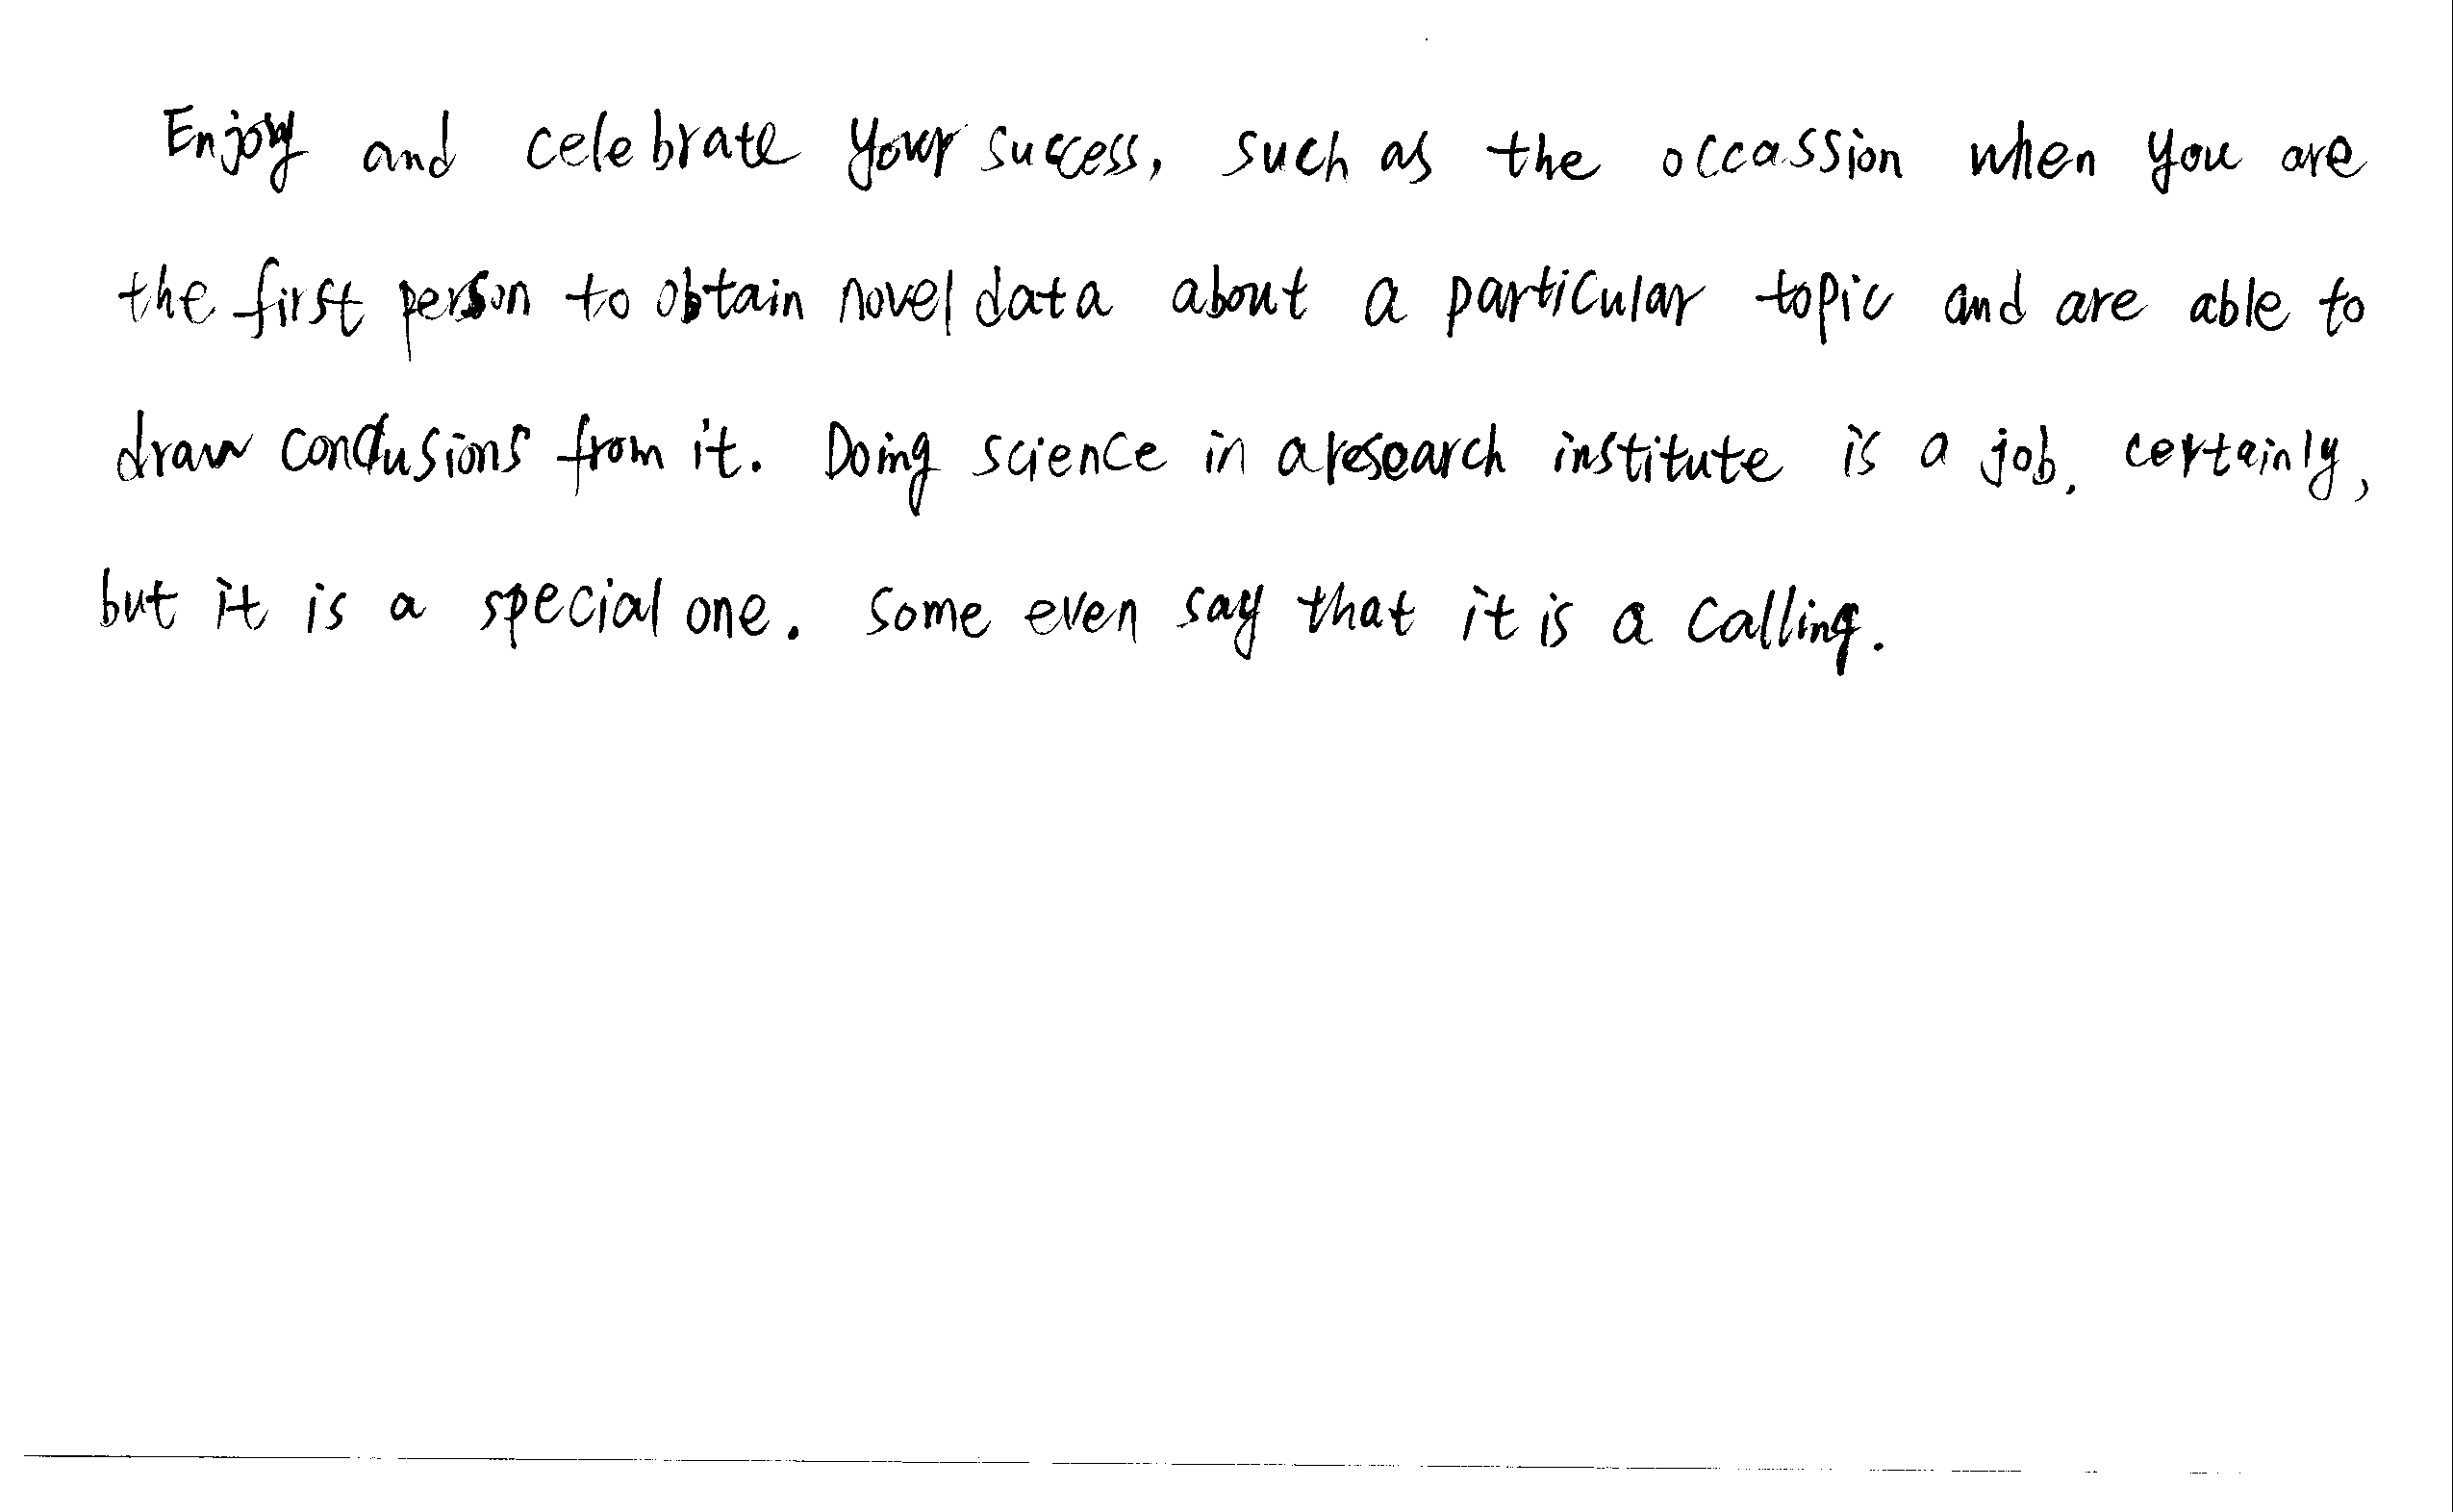 Enjoy and celebrate your success, such as the occassion when you are
the first person to obtain novel data about a particular topic and are able to
draw conclusions from it. Doing science in a research institute is a job, certainly,
but it is a special one. Some even say that it is a calling.